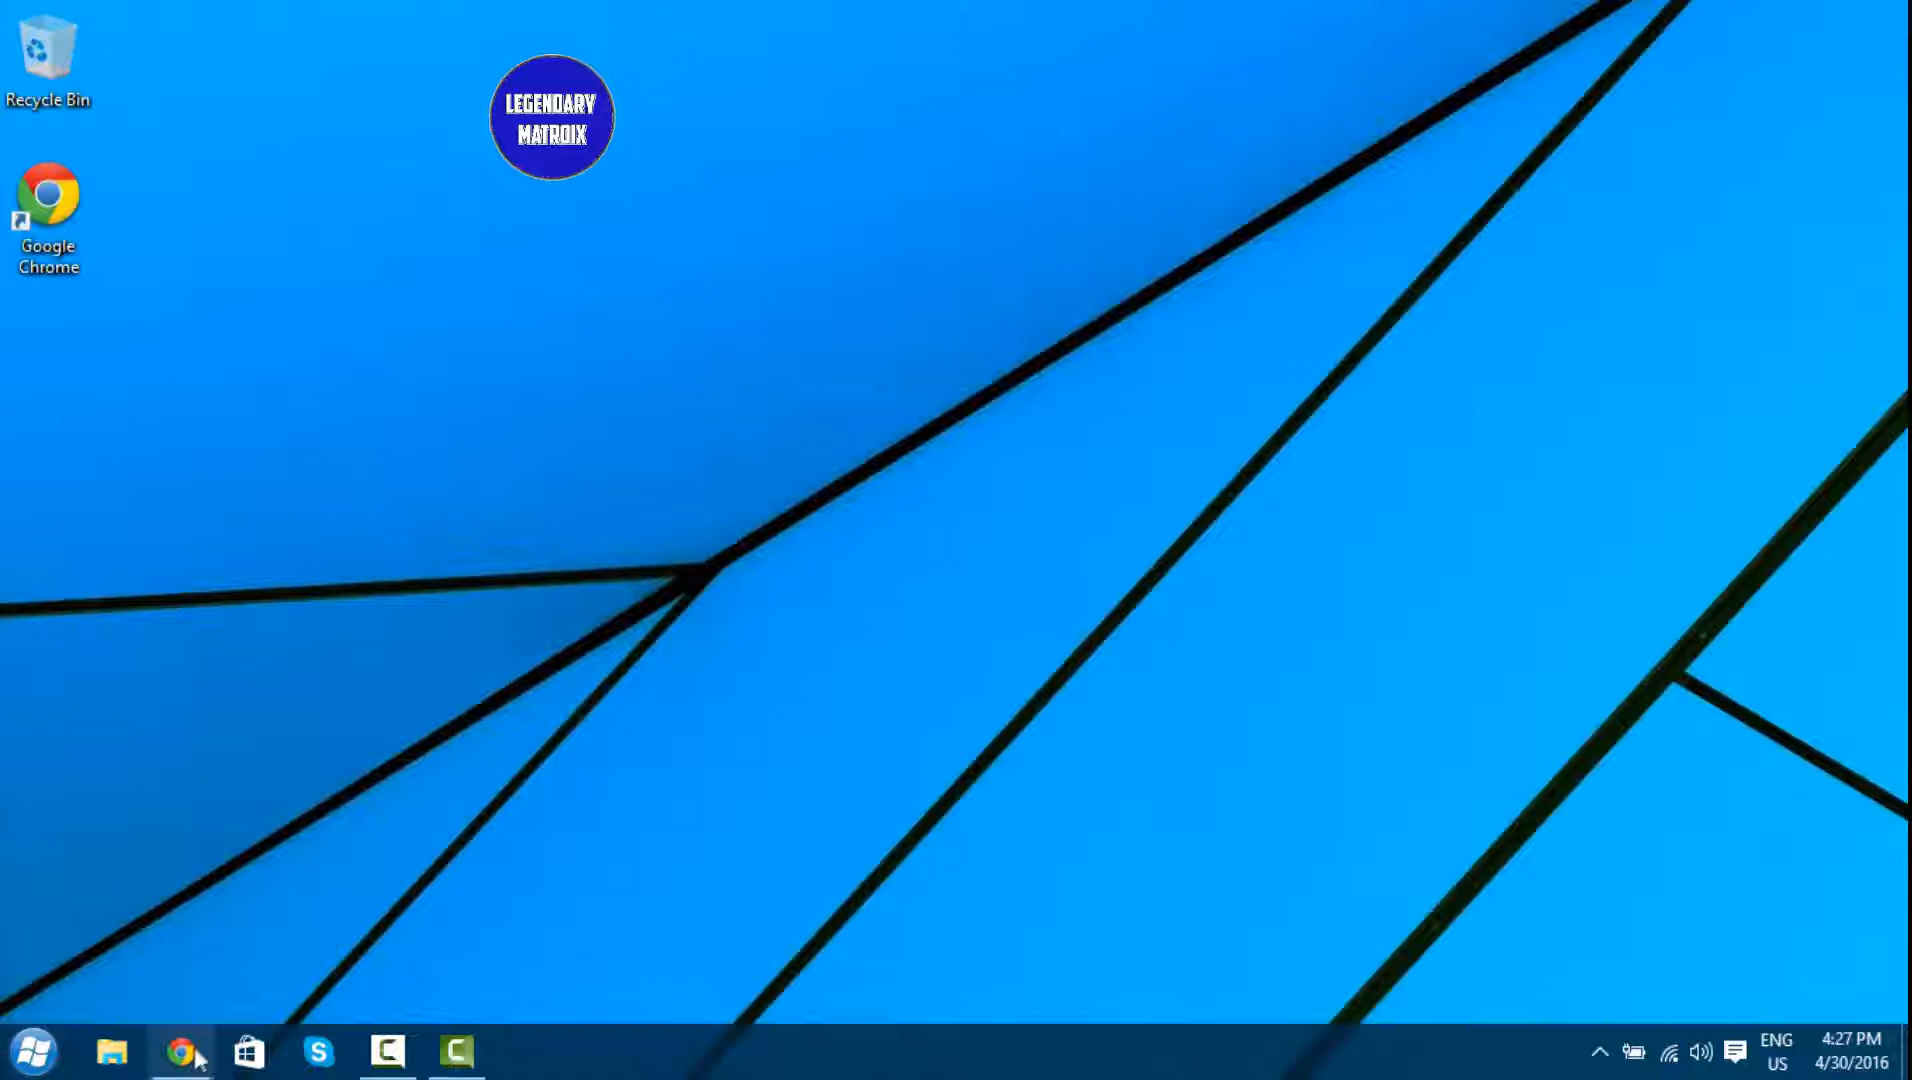 Recycle Bin
LEGENDARY
MATROIX
Google
Chrome
ENG
US
4:27 PM
4/30/2016